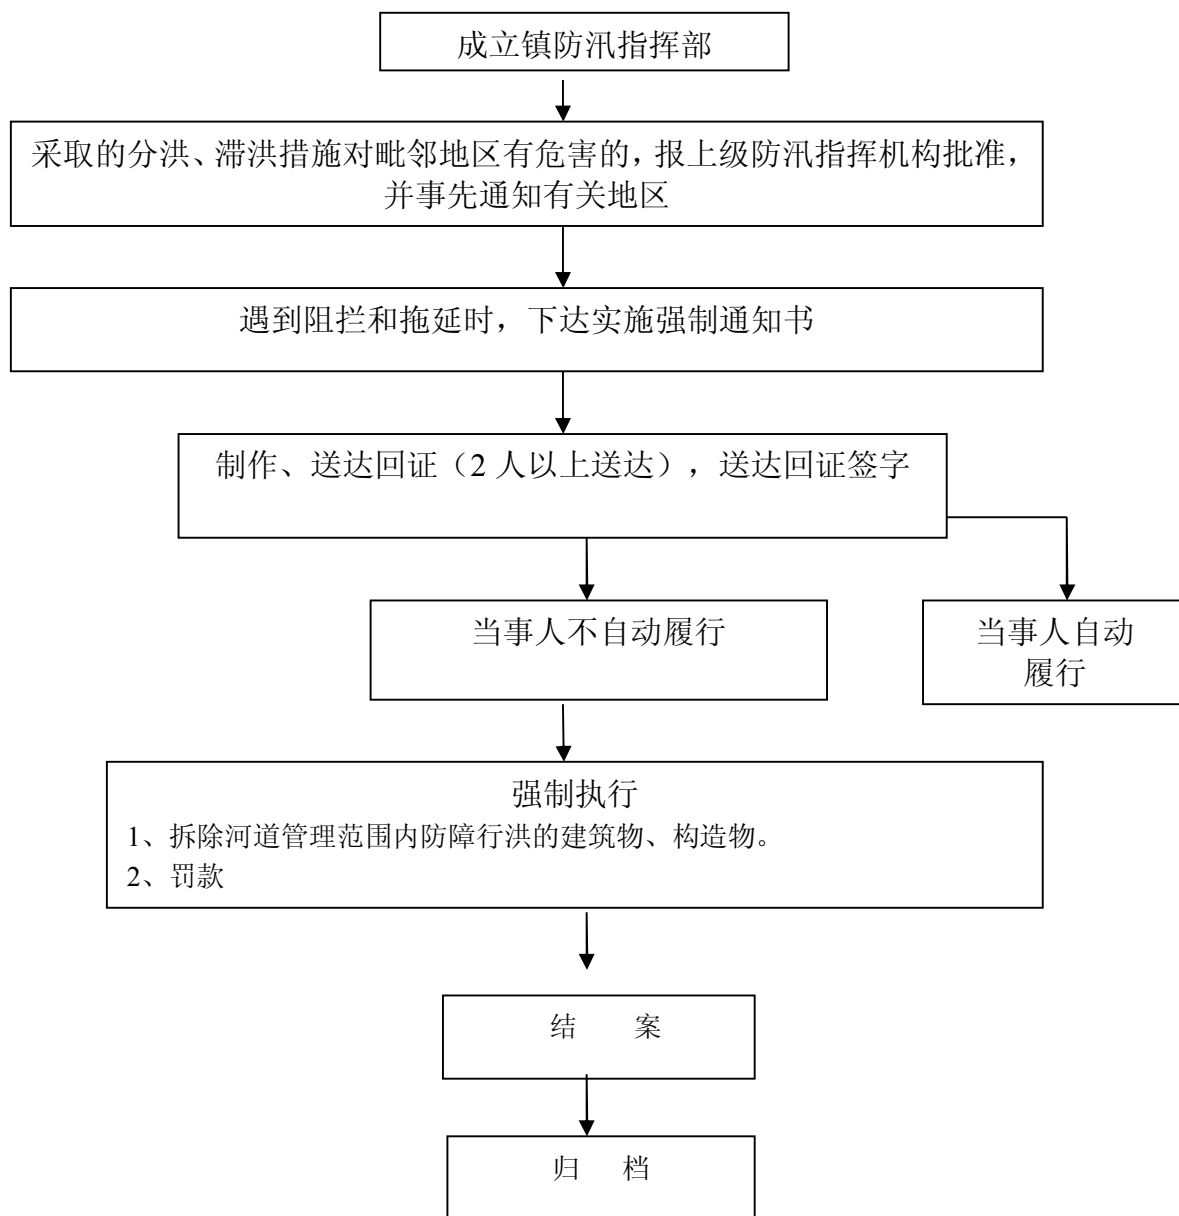 成立镇防汛指挥部
采取的分洪、滞洪措施对毗邻地区有危害的，报上级防汛指挥机构批准，
并事先通知有关地区
遇到阻拦和拖延时，下达实施强制通知书
制作、送达回证（2 人以上送达），送达回证签字
当事人不自动履行
当事人自动
履行
强制执行
1、拆除河道管理范围内防障行洪的建筑物、构造物。
2、罚款
结 案
归 档